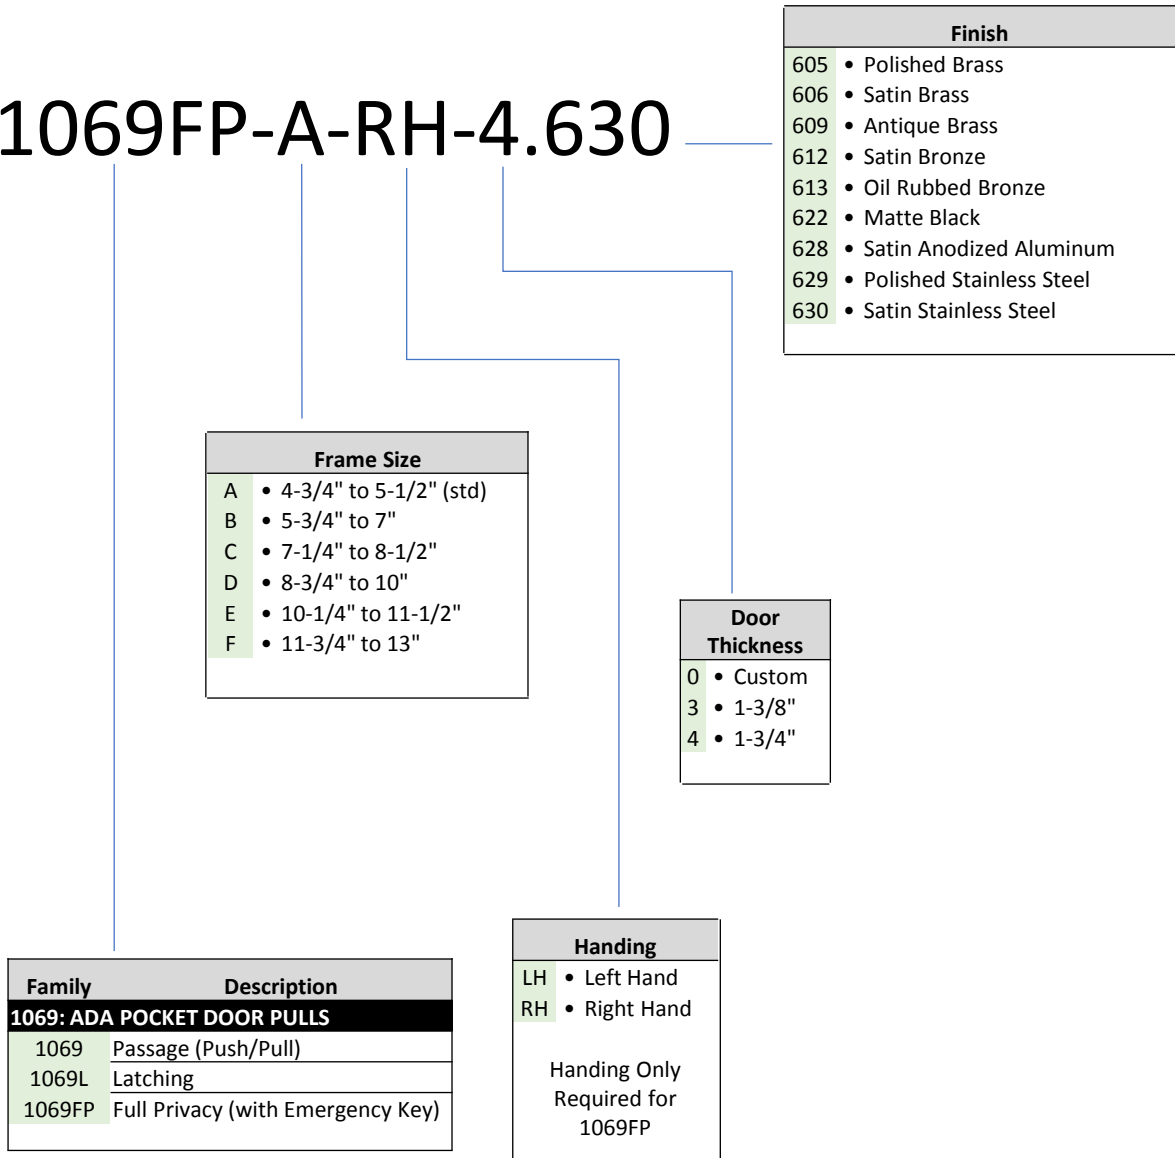 1069FP-A-RH-4.630
Finish
605 • Polished Brass
606 • Satin Brass
609 • Antique Brass
612 • Satin Bronze
613 • Oil Rubbed Bronze
622 • Matte Black
628 • Satin Anodized Aluminum
629 • Polished Stainless Steel
630 • Satin Stainless Steel
Frame Size
A • 4-3/4" to 5-1/2" (std)
B • 5-3/4" to 7"
C • 7-1/4" to 8-1/2"
D • 8-3/4" to 10"
E • 10-1/4" to 11-1/2"
F • 11-3/4" to 13"
Door
Thickness
0 • Custom
3 • 1-3/8"
4 • 1-3/4"
Family Description
1069: ADA POCKET DOOR PULLS
1069 Passage (Push/Pull)
1069L Latching
1069FP Full Privacy (with Emergency Key)
Handing
LH • Left Hand
RH • Right Hand
Handing Only
Required for
1069FP